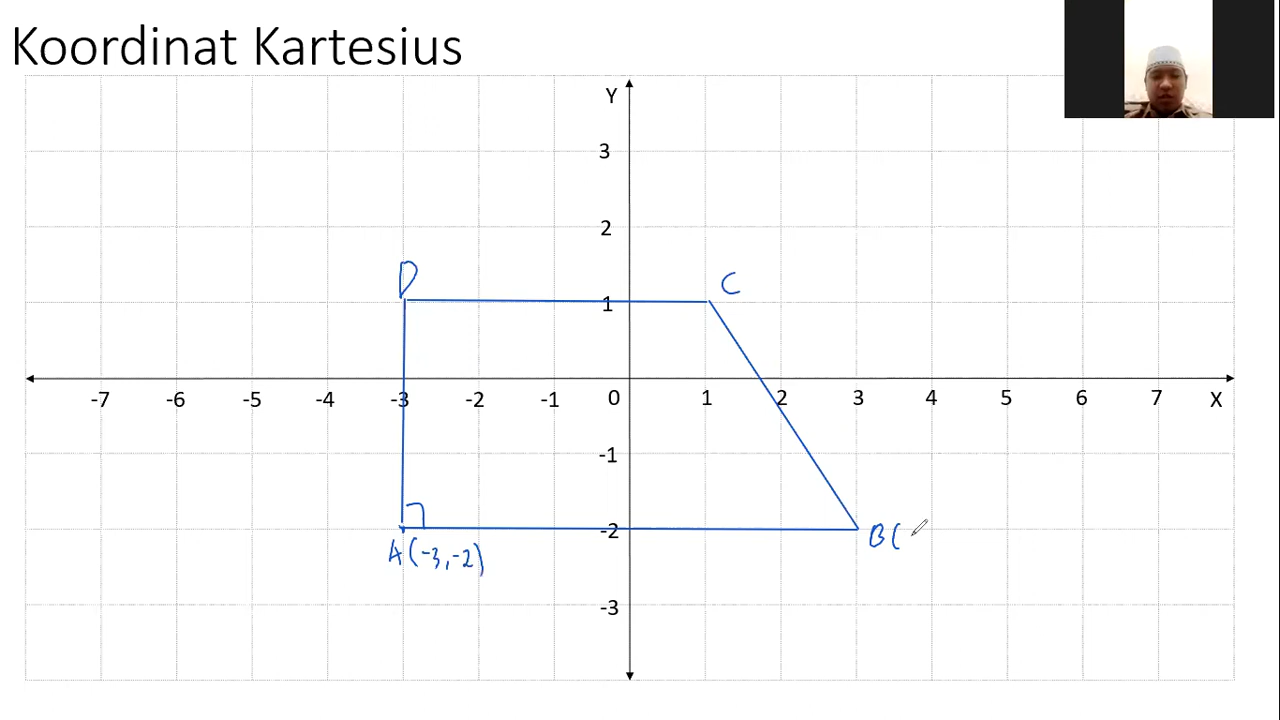 Koordinat Kartesius
Y
3
2
D
C
1
-7 -6 -5 -4 -3 -2 -1 0 1 2 3 4 5 6 7 X
-1
-2
B(
A(-3,-2)
-3